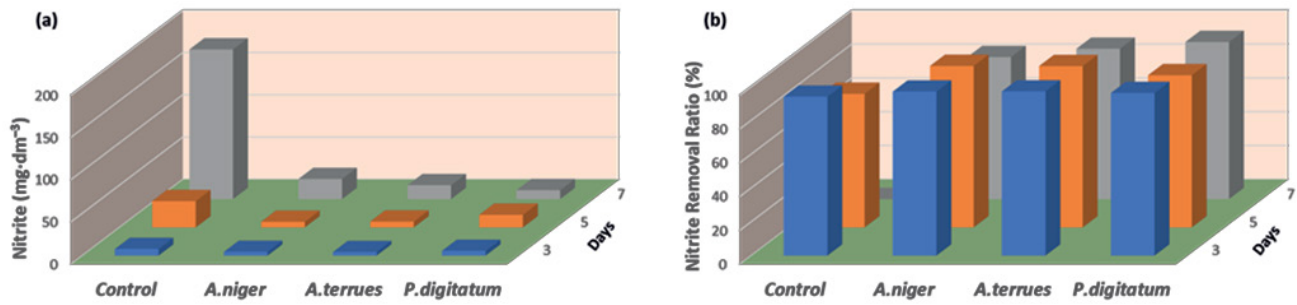 (a)
Nitrite (mg·dm⁻³)
200
150
100
50
0
Control A.niger A.terrues P.digitatum
3
5
7
Days
(b)
Nitrite Removal Ratio (%)
100
80
60
40
20
0
Control A.niger A.terrues P.digitatum
3
5
7
Days